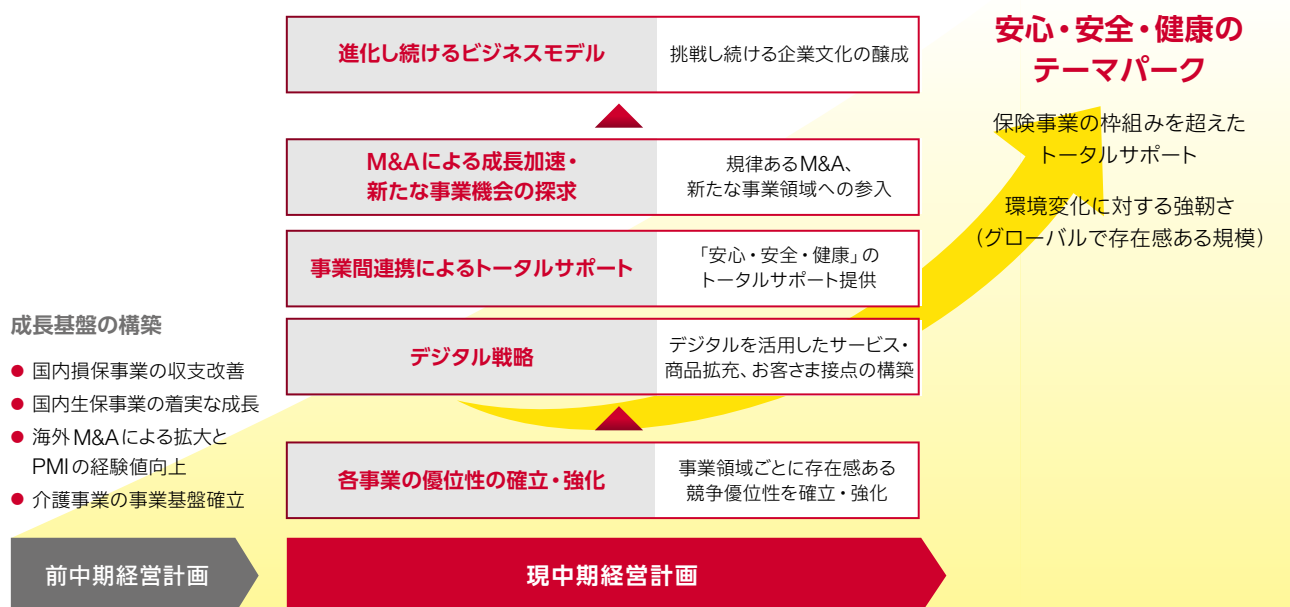 進化し続けるビジネスモデル
挑戦し続ける企業文化の醸成
M&Aによる成長加速・
新たな事業機会の探求
規律あるM&A、
新たな事業領域への参入
事業間連携によるトータルサポート
「安心・安全・健康」の
トータルサポート提供
デジタル戦略
デジタルを活用したサービス・
商品拡充、お客さま接点の構築
各事業の優位性の確立・強化
事業領域ごとに存在感ある
競争優位性を確立・強化
安心・安全・健康の
テーマパーク
保険事業の枠組みを超えた
トータルサポート
環境変化に対する強靭さ
（グローバルで存在感ある規模）
成長基盤の構築
● 国内損保事業の収支改善
● 国内生保事業の着実な成長
● 海外M&Aによる拡大と
PMIの経験値向上
● 介護事業の事業基盤確立
前中期経営計画
現中期経営計画